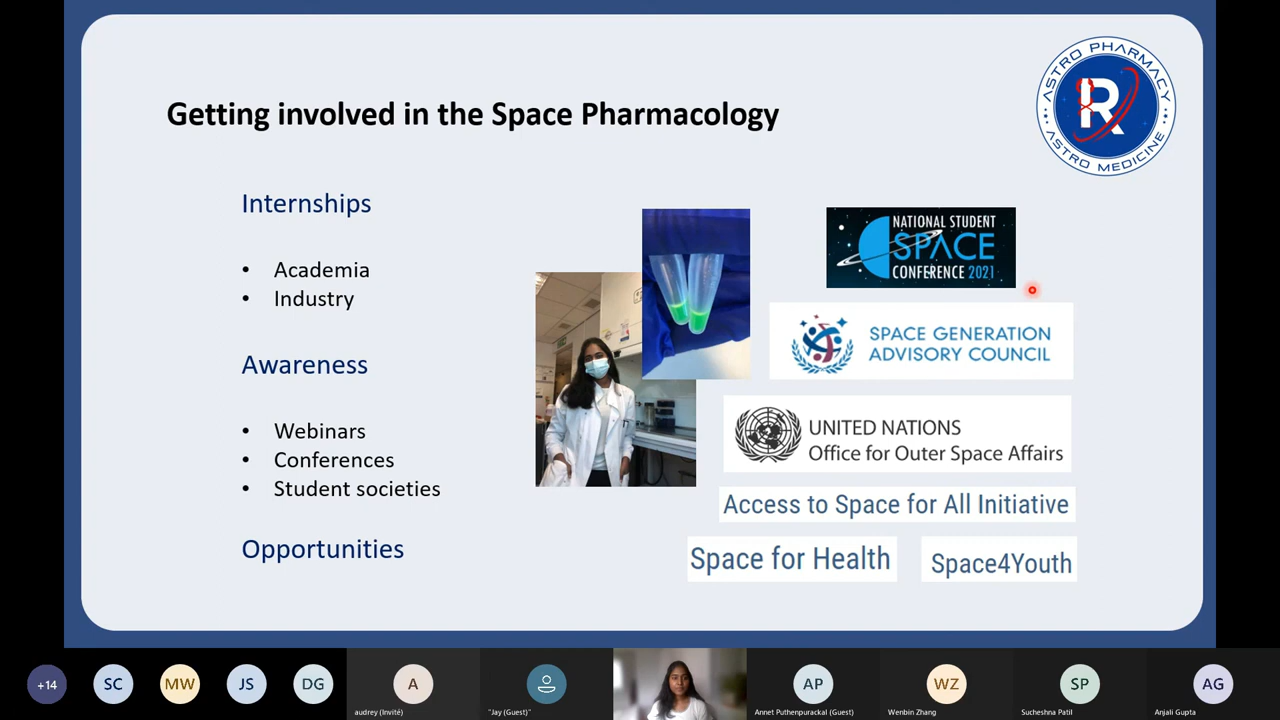 Getting involved in the Space Pharmacology
ASTRO PHARMACY
R
ASTRO MEDICINE
Internships
• Academia
• Industry
Awareness
• Webinars
• Conferences
• Student societies
Opportunities
NATIONAL STUDENT
SPACE
CONFERENCE 2021
SPACE GENERATION
ADVISORY COUNCIL
UNITED NATIONS
Office for Outer Space Affairs
Access to Space for All Initiative
Space for Health
Space4Youth
+14
SC
MW
JS
DG
A
audrey (Invité)
"Jay (Guest)"
AP
Annet Puthenpurackal (Guest)
WZ
Wenbin Zhang
SP
Sucheshna Patil
AG
Anjali Gupta